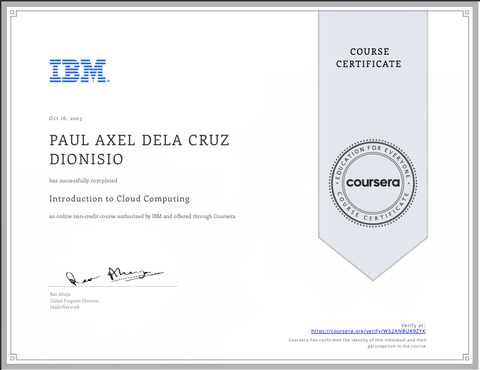 IBM
Oct 16, 2023
PAUL AXEL DELA CRUZ
DIONISIO
has successfully completed
Introduction to Cloud Computing
an online non-credit course authorized by IBM and offered through Coursera
Rav Ahuja
Global Program Director,
Skills Network
COURSE
CERTIFICATE
EDUCATION FOR EVERYONE
coursera
COURSE CERTIFICATE
Verify at:
https://coursera.org/verify/WS2ANBUK9ZYK
Coursera has confirmed the identity of this individual and their
participation in the course.